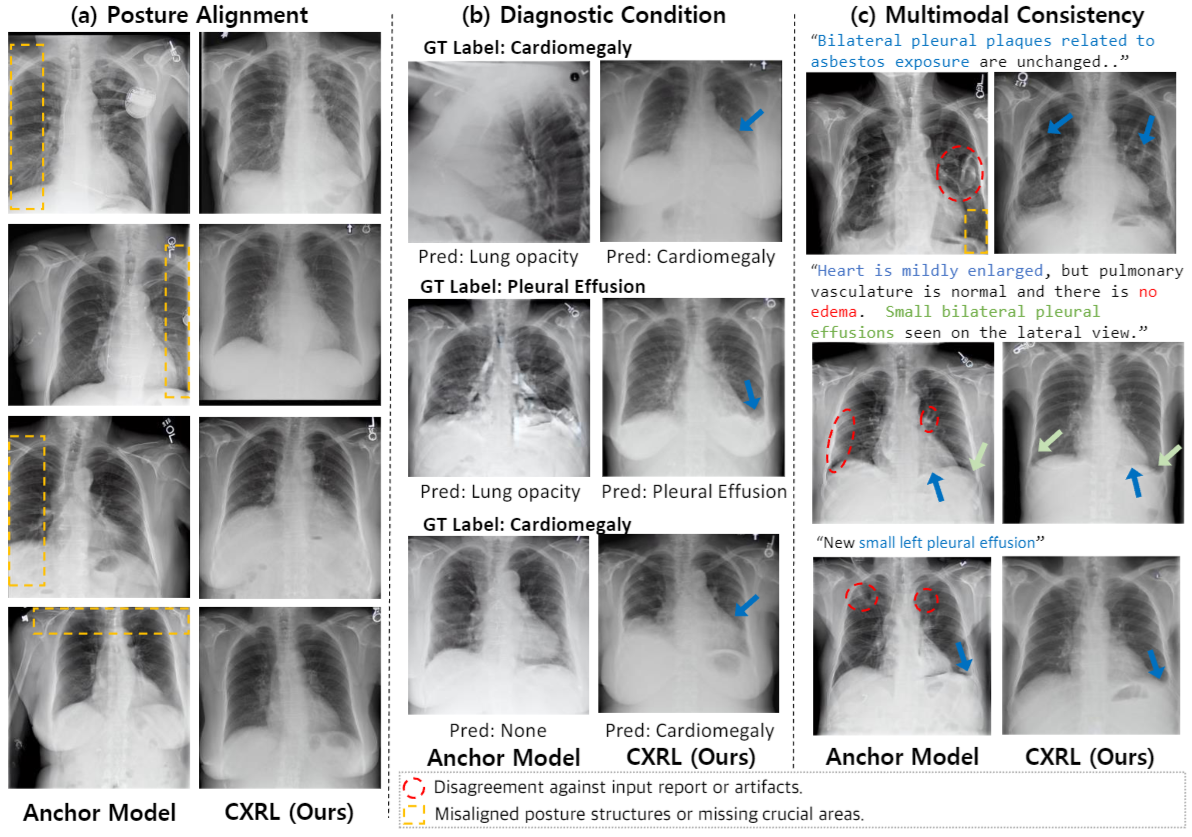 (a) Posture Alignment
Anchor Model
CXRL (Ours)
(b) Diagnostic Condition
GT Label: Cardiomegaly
Pred: Lung opacity
Pred: Cardiomegaly
GT Label: Pleural Effusion
Pred: Lung opacity
Pred: Pleural Effusion
GT Label: Cardiomegaly
Pred: None
Pred: Cardiomegaly
Anchor Model
CXRL (Ours)
(c) Multimodal Consistency
“Bilateral pleural plaques related to
asbestos exposure are unchanged..”
“Heart is mildly enlarged, but pulmonary
vasculature is normal and there is no
edema. Small bilateral pleural
effusions seen on the lateral view.”
“New small left pleural effusion”
Anchor Model
CXRL (Ours)
Disagreement against input report or artifacts.
Misaligned posture structures or missing crucial areas.